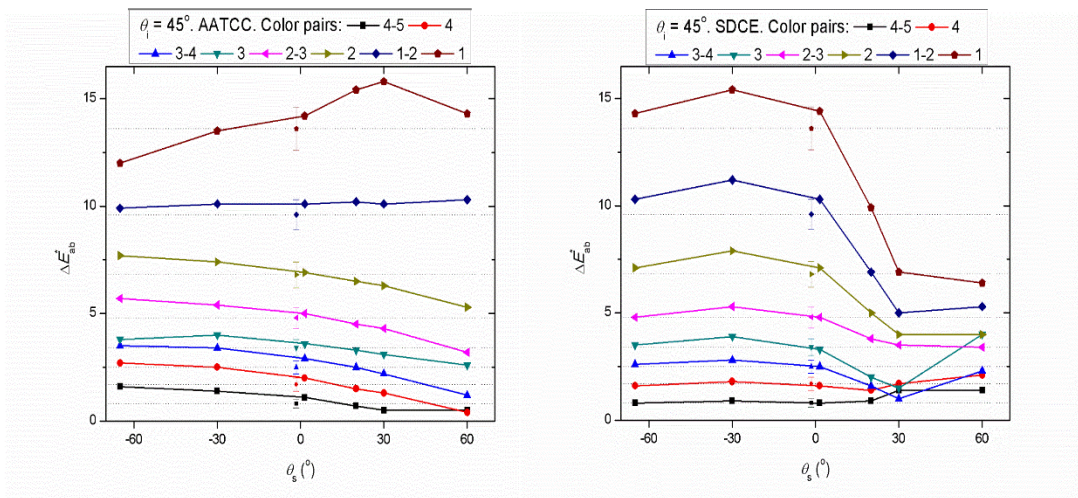 θi = 45°. AATCC. Color pairs: 4-5 4
3-4 3 2-3 2 1-2 1
15
10
5
0
ΔE*ab
-60 -30 0 30 60
θs (°)
θi = 45°. SDCE. Color pairs: 4-5 4
3-4 3 2-3 2 1-2 1
15
10
5
0
ΔE*ab
-60 -30 0 30 60
θs (°)